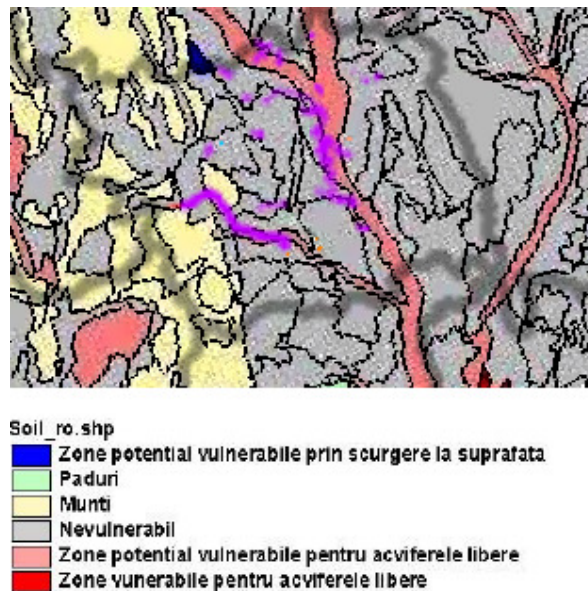 Soil_ro.shp
Zone potential vulnerabile prin scurgere la suprafata
Paduri
Munti
Nevulnerabil
Zone potential vulnerabile pentru acviferele libere
Zone vunerabile pentru acviferele libere